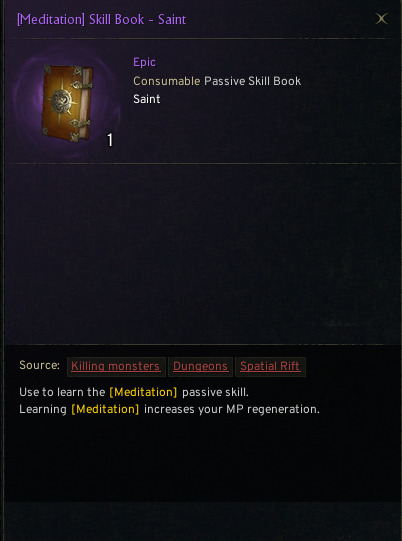 [Meditation] Skill Book - Saint
Epic
Consumable Passive Skill Book
Saint
1
Source: Killing monsters Dungeons Spatial Rift
Use to learn the [Meditation] passive skill.
Learning [Meditation] increases your MP regeneration.